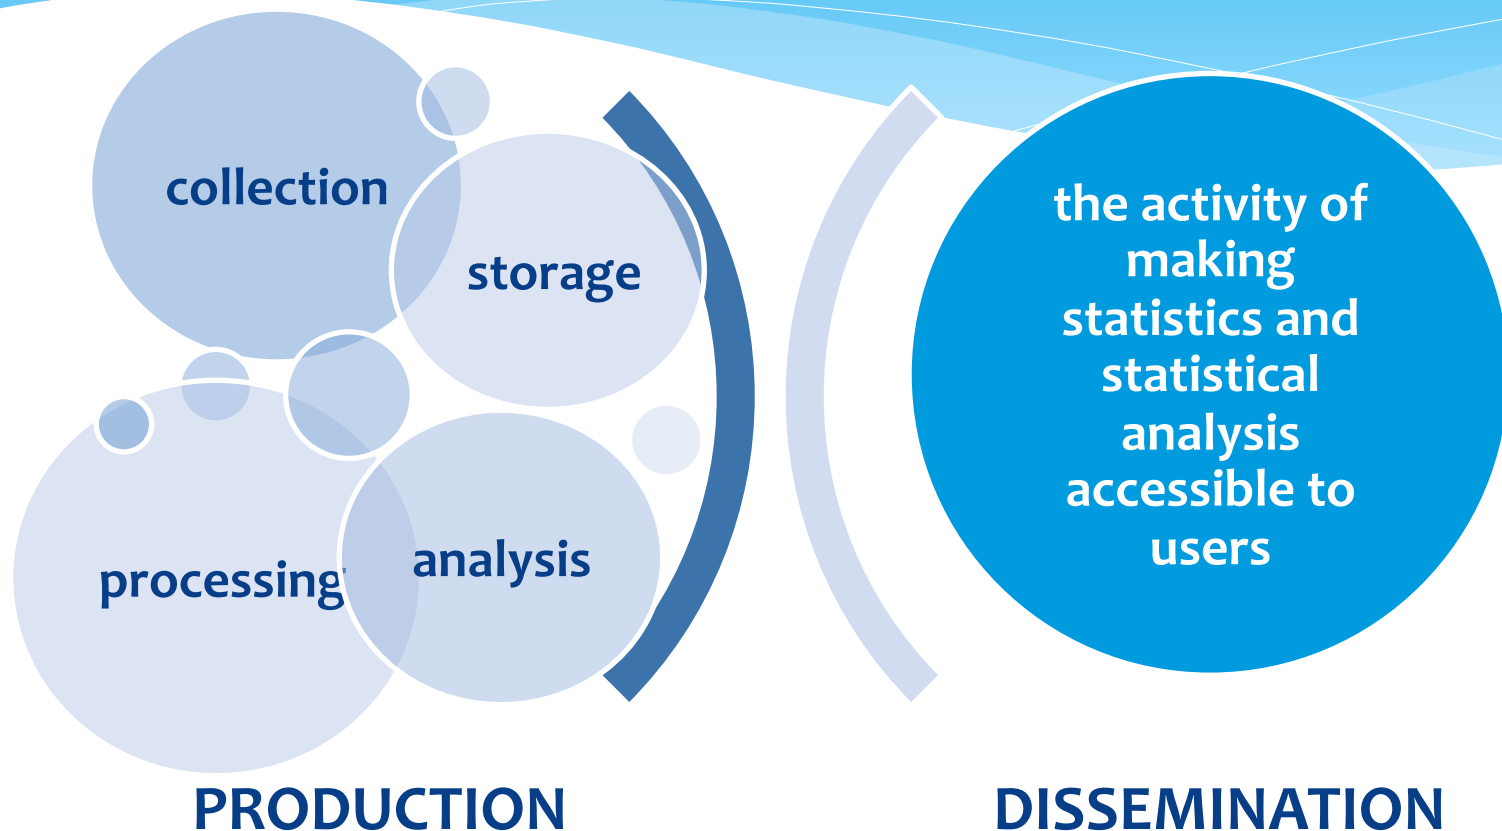 collection
storage
processing
analysis
PRODUCTION
the activity of
making
statistics and
statistical
analysis
accessible to
users
DISSEMINATION